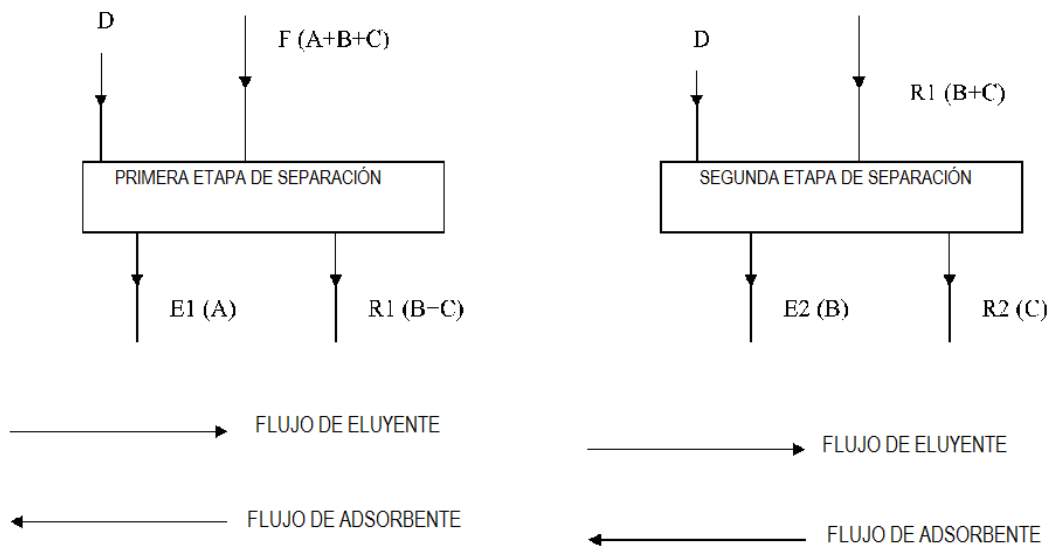 D
F (A+B+C)
PRIMERA ETAPA DE SEPARACIÓN
E1 (A)
R1 (B−C)
FLUJO DE ELUYENTE
FLUJO DE ADSORBENTE
D
R1 (B+C)
SEGUNDA ETAPA DE SEPARACIÓN
E2 (B)
R2 (C)
FLUJO DE ELUYENTE
FLUJO DE ADSORBENTE